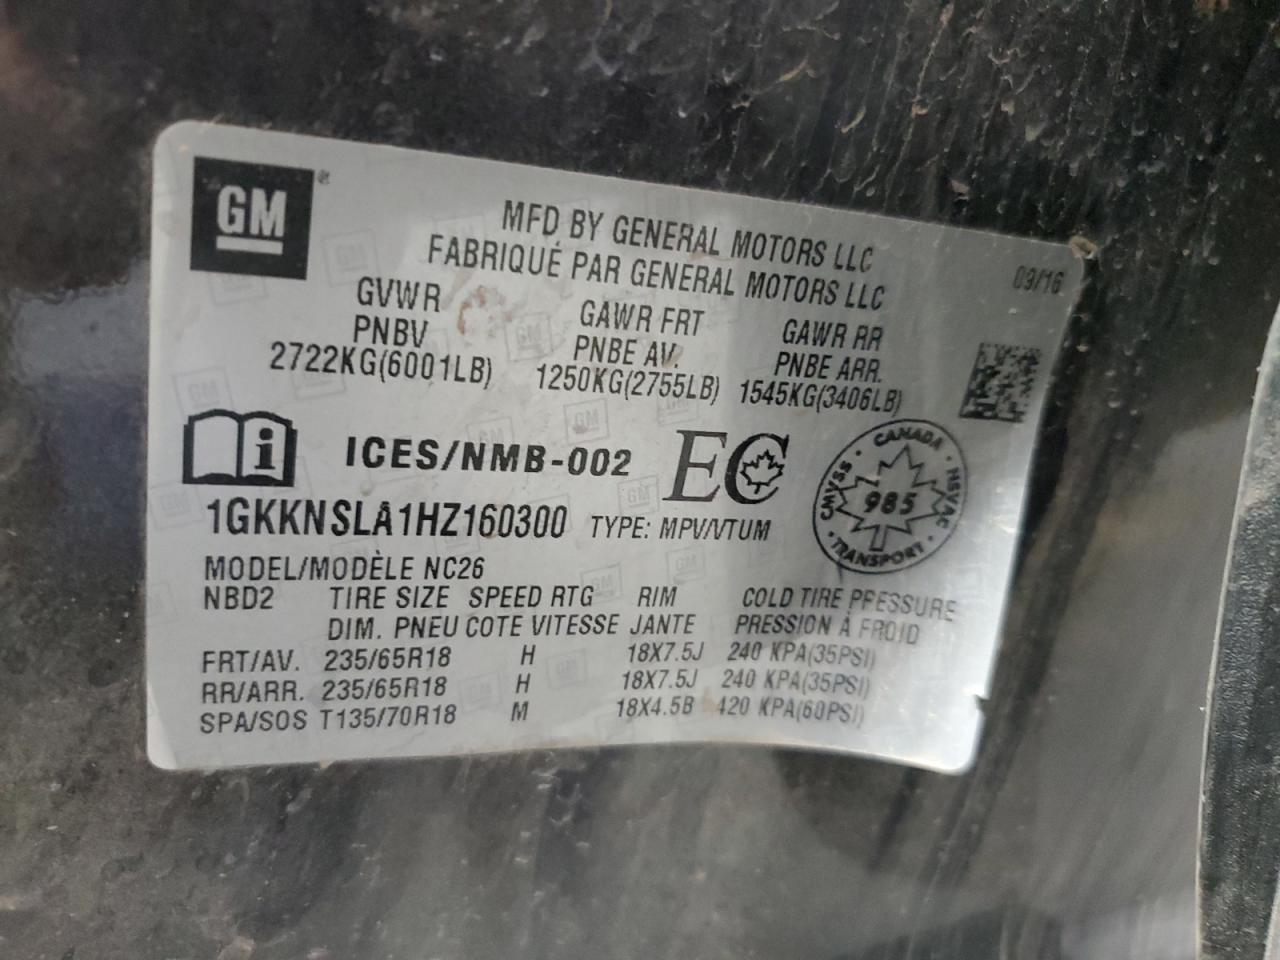 GM®
MFD BY GENERAL MOTORS LLC
FABRIQUÉ PAR GENERAL MOTORS LLC
03/16
GVWR GAWR FRT GAWR RR
PNBV PNBE AV. PNBE ARR.
2722KG(6001LB) 1250KG(2755LB) 1545KG(3406LB)
i ICES/NMB-002 EC
CANADA
CMVSS 985 NSVAC
TRANSPORT
1GKKNSLA1HZ160300 TYPE: MPV/VTUM
MODEL/MODÈLE NC26
NBD2 TIRE SIZE SPEED RTG RIM COLD TIRE PRESSURE
DIM. PNEU COTE VITESSE JANTE PRESSION À FROID
FRT/AV. 235/65R18 H 18X7.5J 240 KPA(35PSI)
RR/ARR. 235/65R18 H 18X7.5J 240 KPA(35PSI)
SPA/SOS T135/70R18 M 18X4.5B 420 KPA(60PSI)